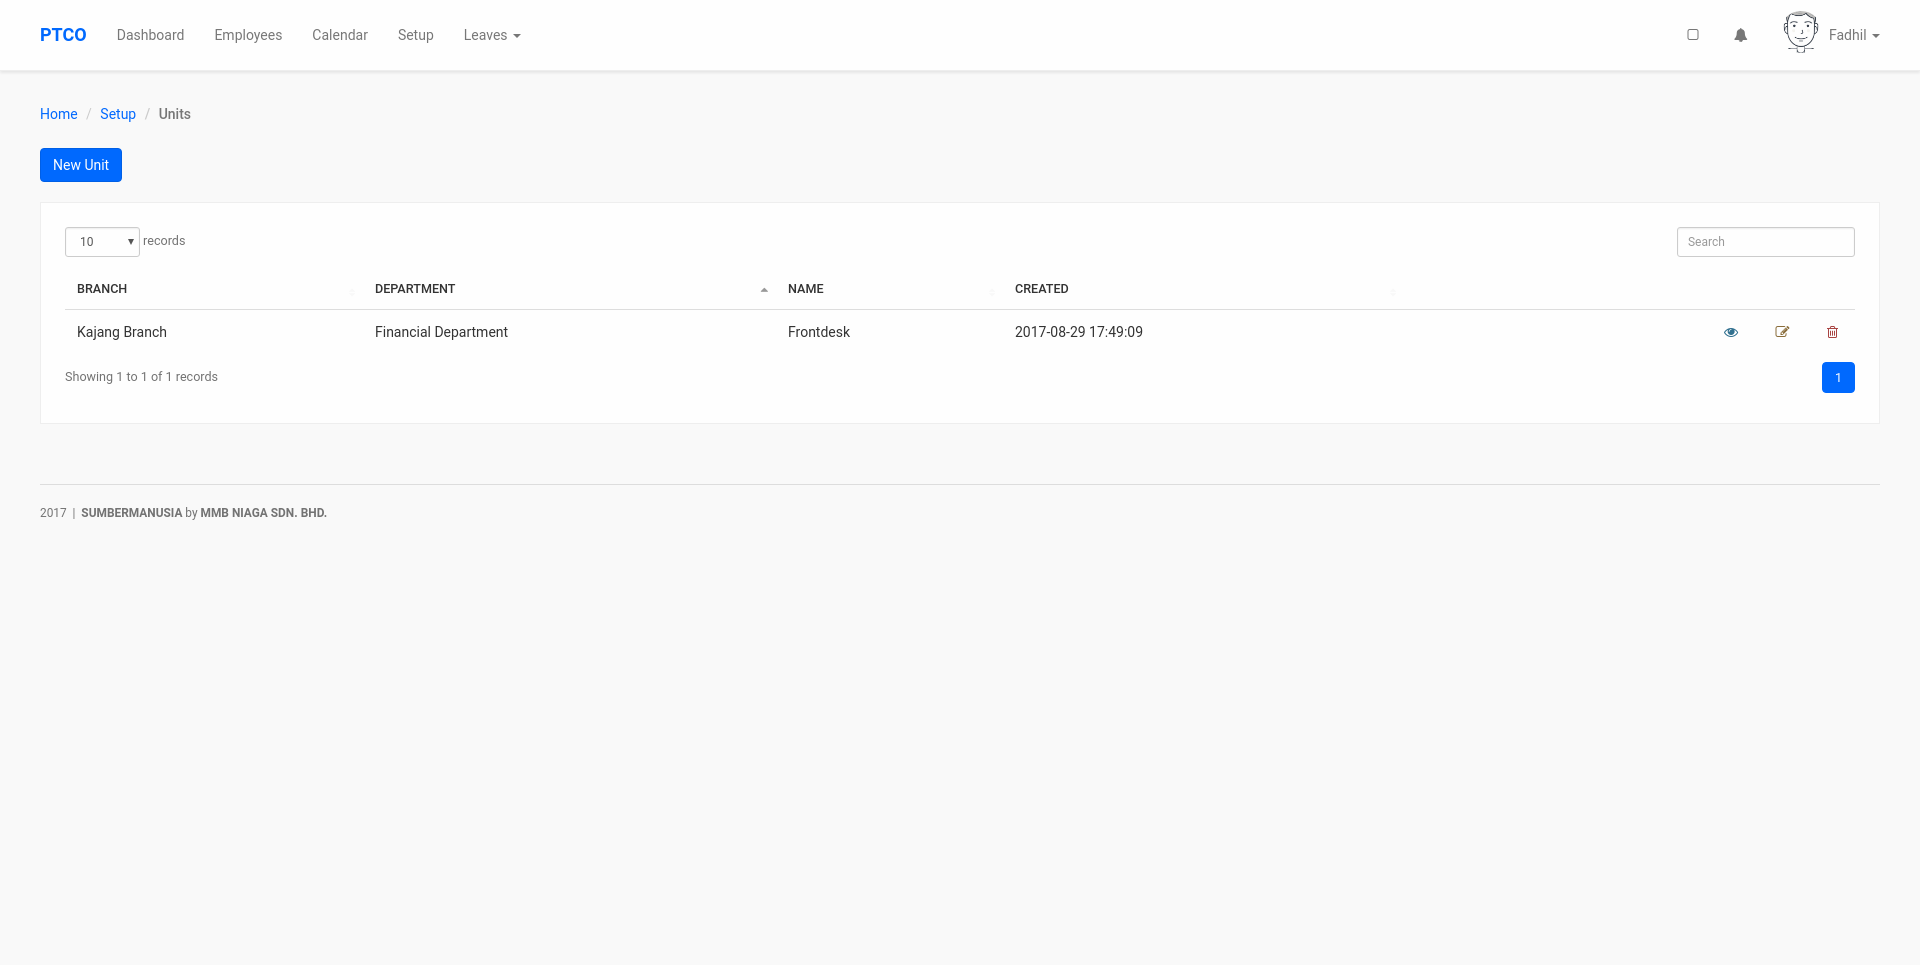 PTCO Dashboard Employees Calendar Setup Leaves Fadhil
Home / Setup / Units
New Unit
10 records Search
BRANCH DEPARTMENT NAME CREATED
Kajang Branch Financial Department Frontdesk 2017-08-29 17:49:09
Showing 1 to 1 of 1 records 1
2017 | SUMBERMANUSIA by MMB NIAGA SDN. BHD.